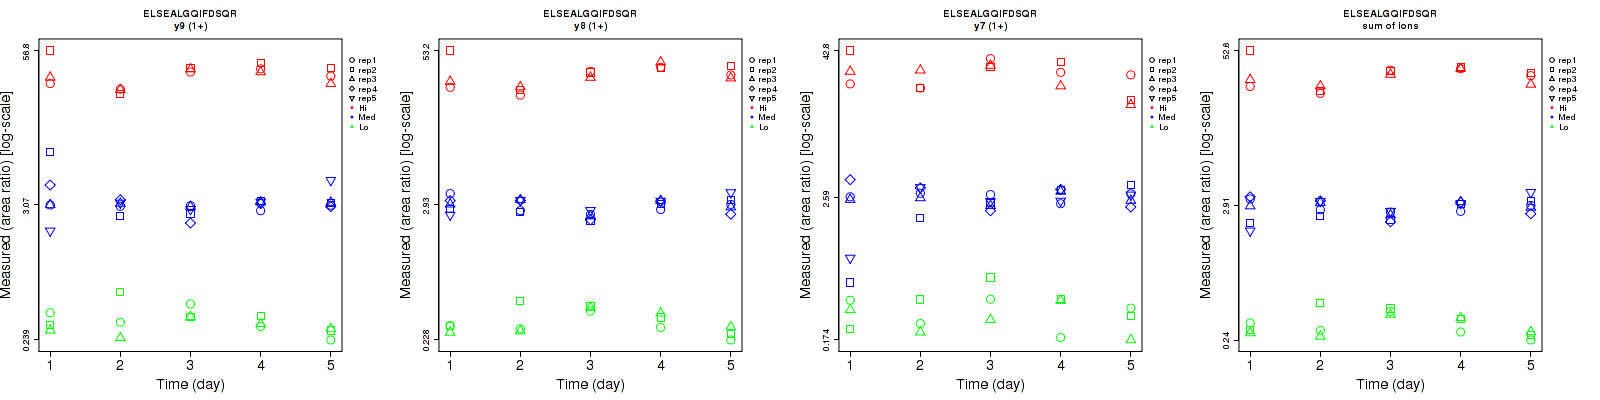 ELSEALGQIFDSQR
y9 (1+)
Measured (area ratio) [log-scale]
56.8
3.07
0.239
1 2 3 4 5
Time (day)
rep1
rep2
rep3
rep4
rep5
Hi
Med
Lo
ELSEALGQIFDSQR
y8 (1+)
Measured (area ratio) [log-scale]
53.2
2.93
0.228
1 2 3 4 5
Time (day)
rep1
rep2
rep3
rep4
rep5
Hi
Med
Lo
ELSEALGQIFDSQR
y7 (1+)
Measured (area ratio) [log-scale]
42.8
2.59
0.174
1 2 3 4 5
Time (day)
rep1
rep2
rep3
rep4
rep5
Hi
Med
Lo
ELSEALGQIFDSQR
sum of ions
Measured (area ratio) [log-scale]
52.8
2.91
0.24
1 2 3 4 5
Time (day)
rep1
rep2
rep3
rep4
rep5
Hi
Med
Lo